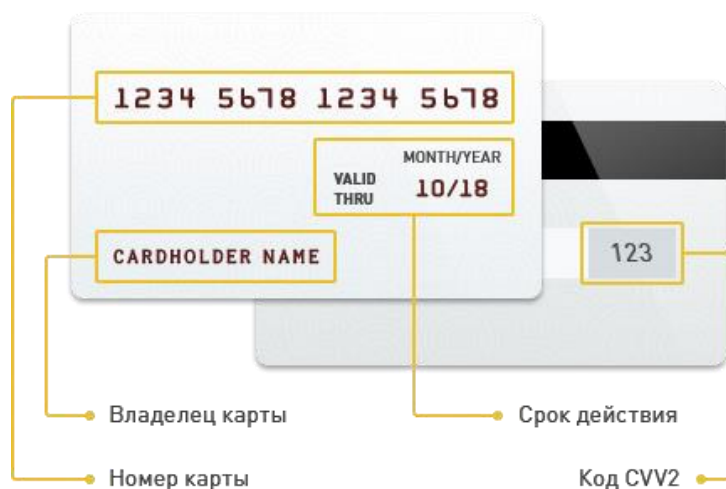 1234 5678 1234 5678
MONTH/YEAR
VALID THRU
10/18
CARDHOLDER NAME
123
Владелец карты
Срок действия
Номер карты
Код CVV2